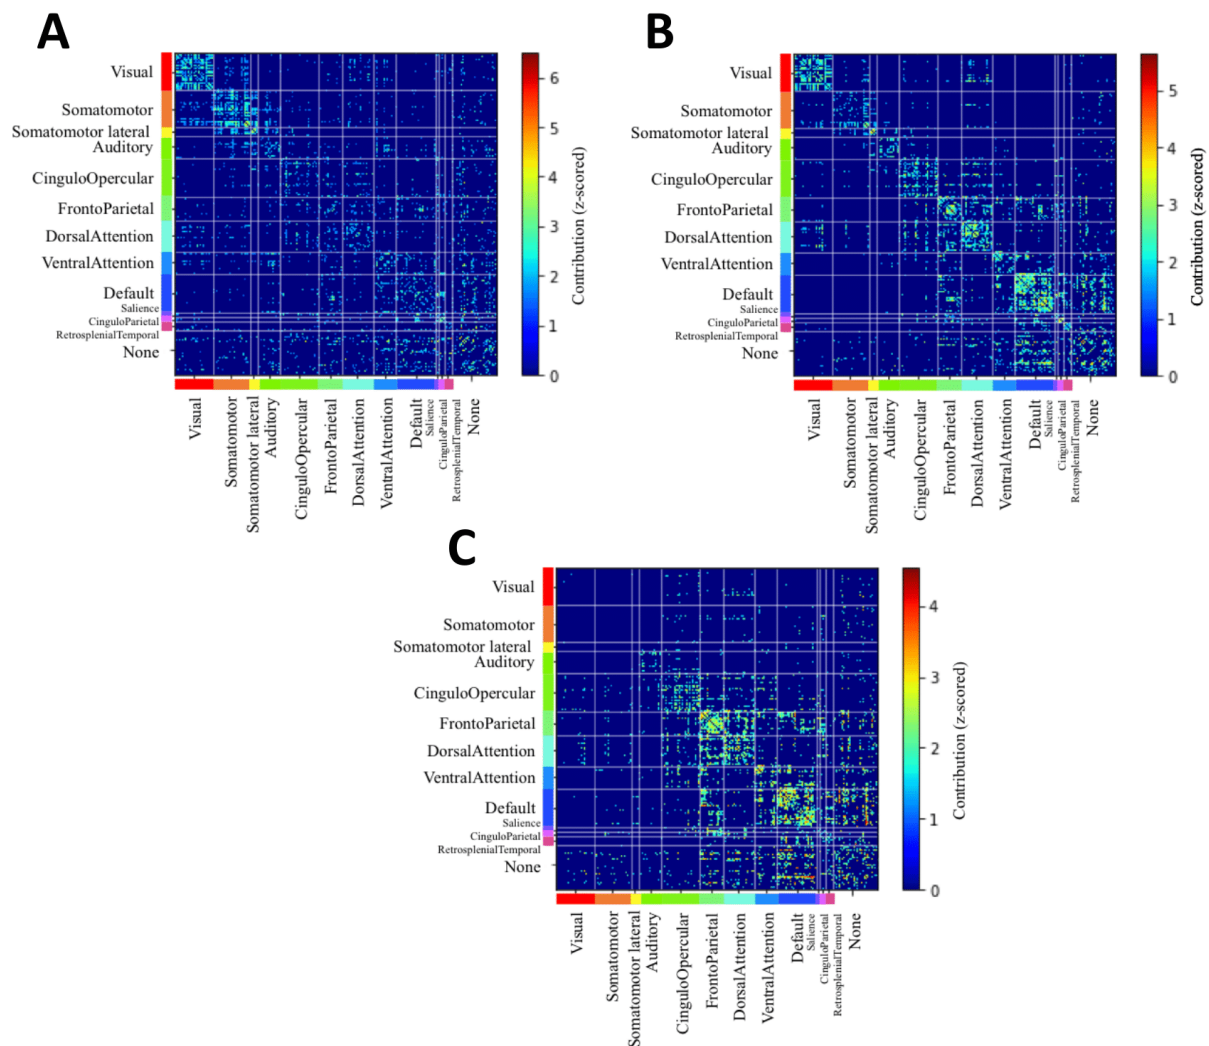 A
Visual
Somatomotor
Somatomotor lateral
Auditory
CinguloOpercular
FrontoParietal
DorsalAttention
VentralAttention
Default
Salience
CinguloParietal
RetrosplenialTemporal
None
6
5
4
3
2
1
0
Contribution (z-scored)
Visual
Somatomotor
Somatomotor lateral
Auditory
CinguloOpercular
FrontoParietal
DorsalAttention
VentralAttention
Default
Salience
CinguloParietal
RetrosplenialTemporal
None
B
Visual
Somatomotor
Somatomotor lateral
Auditory
CinguloOpercular
FrontoParietal
DorsalAttention
VentralAttention
Default
Salience
CinguloParietal
RetrosplenialTemporal
None
5
4
3
2
1
0
Contribution (z-scored)
Visual
Somatomotor
Somatomotor lateral
Auditory
CinguloOpercular
FrontoParietal
DorsalAttention
VentralAttention
Default
Salience
CinguloParietal
RetrosplenialTemporal
None
C
Visual
Somatomotor
Somatomotor lateral
Auditory
CinguloOpercular
FrontoParietal
DorsalAttention
VentralAttention
Default
Salience
CinguloParietal
RetrosplenialTemporal
None
4
3
2
1
0
Contribution (z-scored)
Visual
Somatomotor
Somatomotor lateral
Auditory
CinguloOpercular
FrontoParietal
DorsalAttention
VentralAttention
Default
Salience
CinguloParietal
RetrosplenialTemporal
None